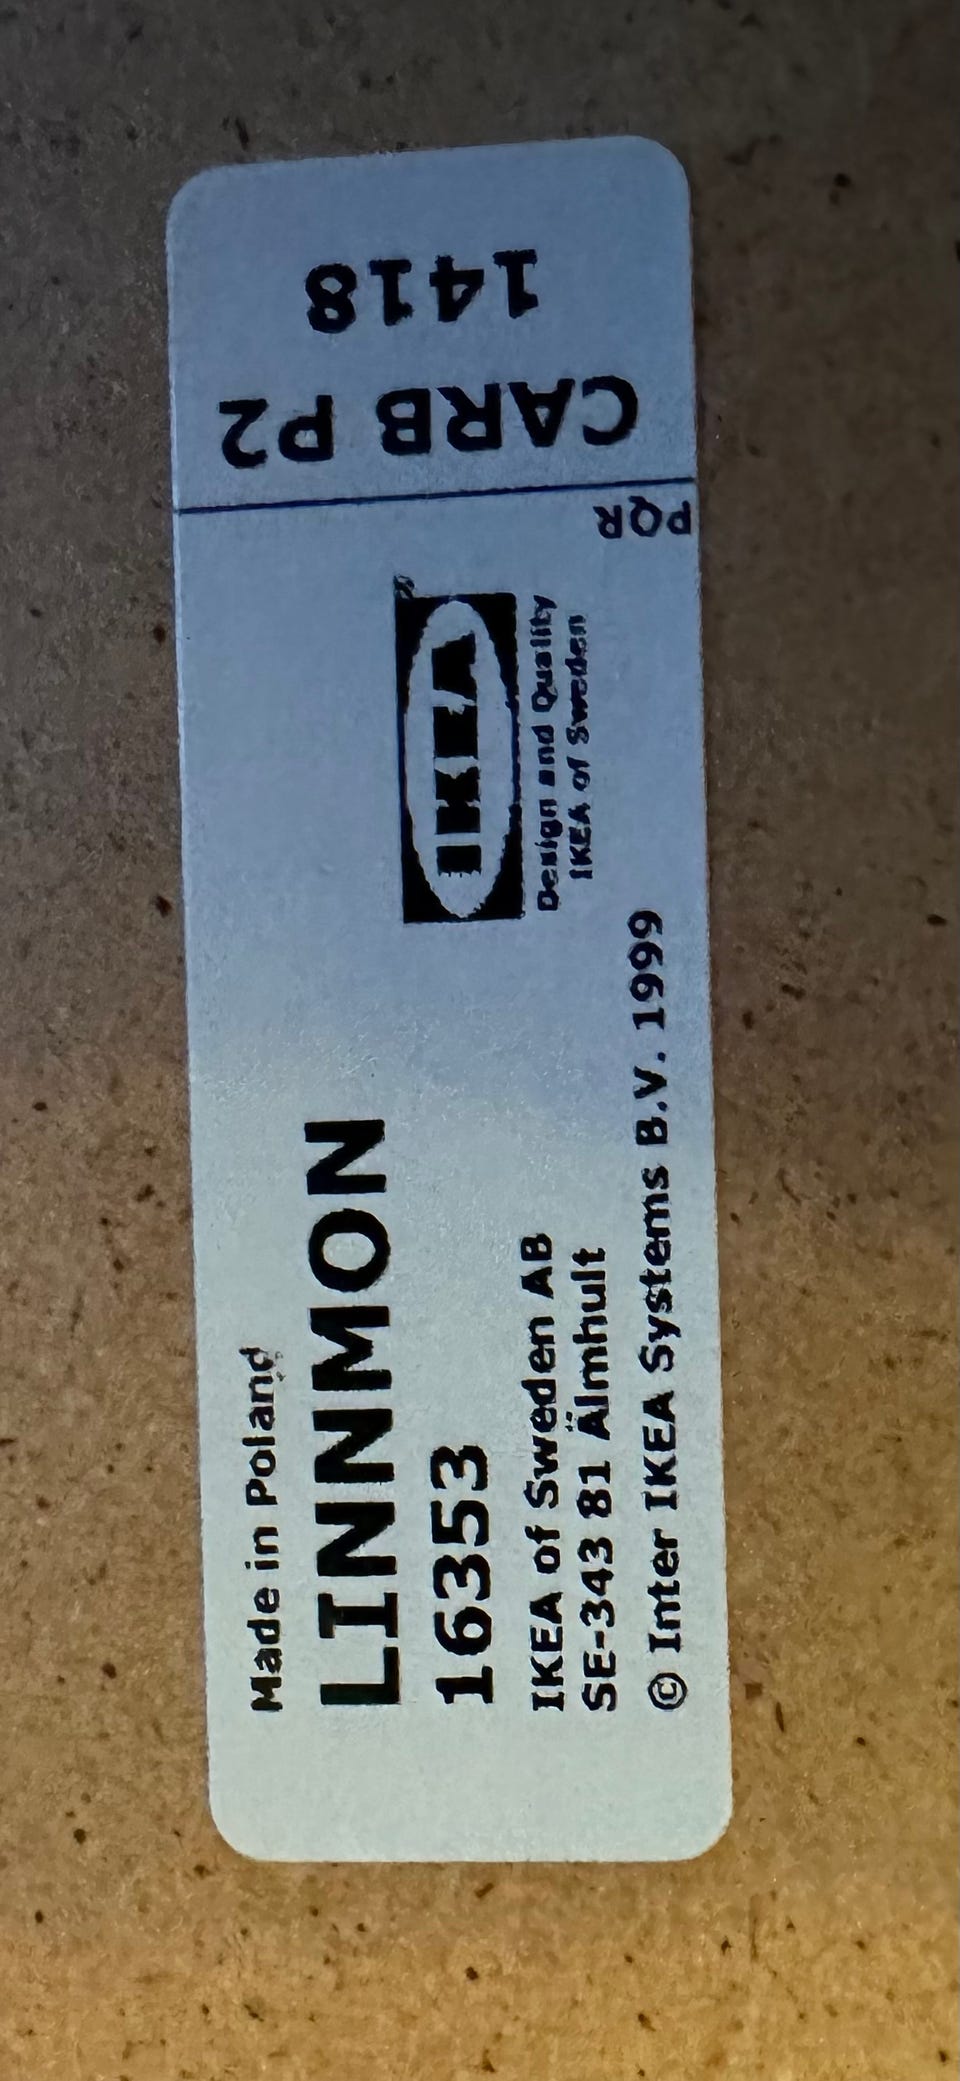 Made in Poland
LINNMON
16353
IKEA of Sweden AB
SE-343 81 Älmhult
© Inter IKEA Systems B.V. 1999
IKEA
Design and Quality
IKEA of Sweden
PQR
CARB P2
1418